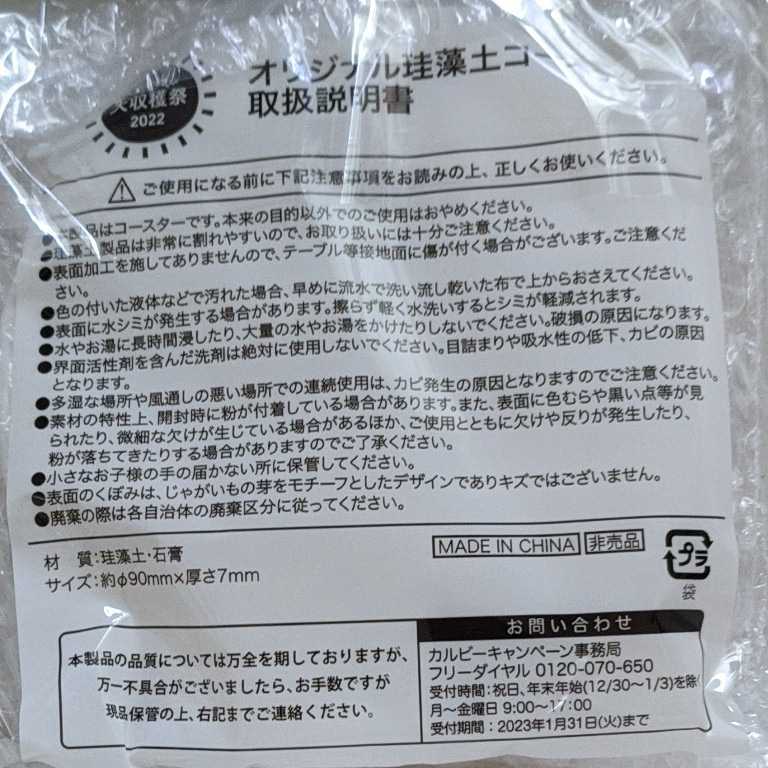 収穫祭
2022
オリジナル珪藻土コー
取扱説明書
ご使用になる前に下記注意事項をお読みの上、正しくお使いください。
●本製品はコースターです。本来の目的以外でのご使用はおやめください。
●珪藻土製品は非常に割れやすいので、お取り扱いには十分ご注意ください。
●表面加工を施してありませんので、テーブル等接地面に傷が付く場合がございます。ご注意くだ
さい。
●色の付いた液体などで汚れた場合、早めに流水で洗い流し乾いた布で上からおさえてください。
●表面に水シミが発生する場合があります。擦らず軽く水洗いするとシミが軽減されます。
●水やお湯に長時間浸したり、大量の水やお湯をかけたりしないでください。破損の原因になります。
●界面活性剤を含んだ洗剤は絶対に使用しないでください。目詰まりや吸水性の低下、カビの原因
となります。
●多湿な場所や風通しの悪い場所での連続使用は、カビ発生の原因となりますのでご注意ください。
●素材の特性上、開封時に粉が付着している場合があります。また、表面に色むらや黒い点等が見
られたり、微細な欠けが生じている場合があるほか、ご使用とともに欠けや反りが発生したり、
粉が落ちてきたりする場合がありますのでご了承ください。
●小さなお子様の手の届かない所に保管してください。
●表面のくぼみは、じゃがいもの芽をモチーフとしたデザインでありキズではございません。
●廃棄の際は各自治体の廃棄区分に従ってください。
材 質:珪藻土・石膏
サイズ:約φ90mm×厚さ7mm
MADE IN CHINA 非売品
プラ
袋
本製品の品質については万全を期しておりますが、
万一不具合がございましたら、お手数ですが
現品保管の上、右記までご連絡ください。
お問い合わせ
カルビーキャンペーン事務局
フリーダイヤル 0120-070-650
受付時間:祝日、年末年始(12/30〜1/3)を除く
月〜金曜日 9:00〜17:00
受付期間:2023年1月31日(火)まで